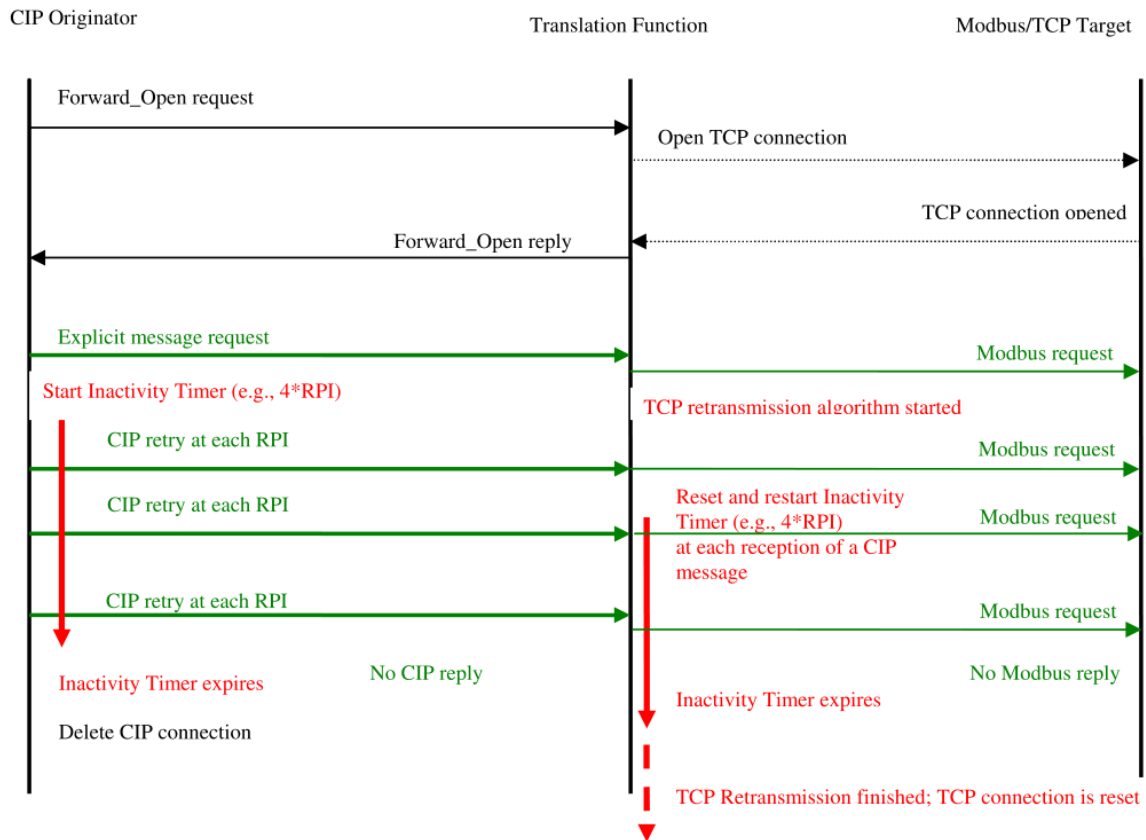 CIP Originator
Translation Function
Modbus/TCP Target
Forward_Open request
Open TCP connection
TCP connection opened
Forward_Open reply
Explicit message request
Modbus request
Start Inactivity Timer (e.g., 4*RPI)
TCP retransmission algorithm started
CIP retry at each RPI
Modbus request
CIP retry at each RPI
Reset and restart Inactivity
Timer (e.g., 4*RPI)
at each reception of a CIP
message
Modbus request
CIP retry at each RPI
Modbus request
No CIP reply
No Modbus reply
Inactivity Timer expires
Inactivity Timer expires
Delete CIP connection
TCP Retransmission finished; TCP connection is reset